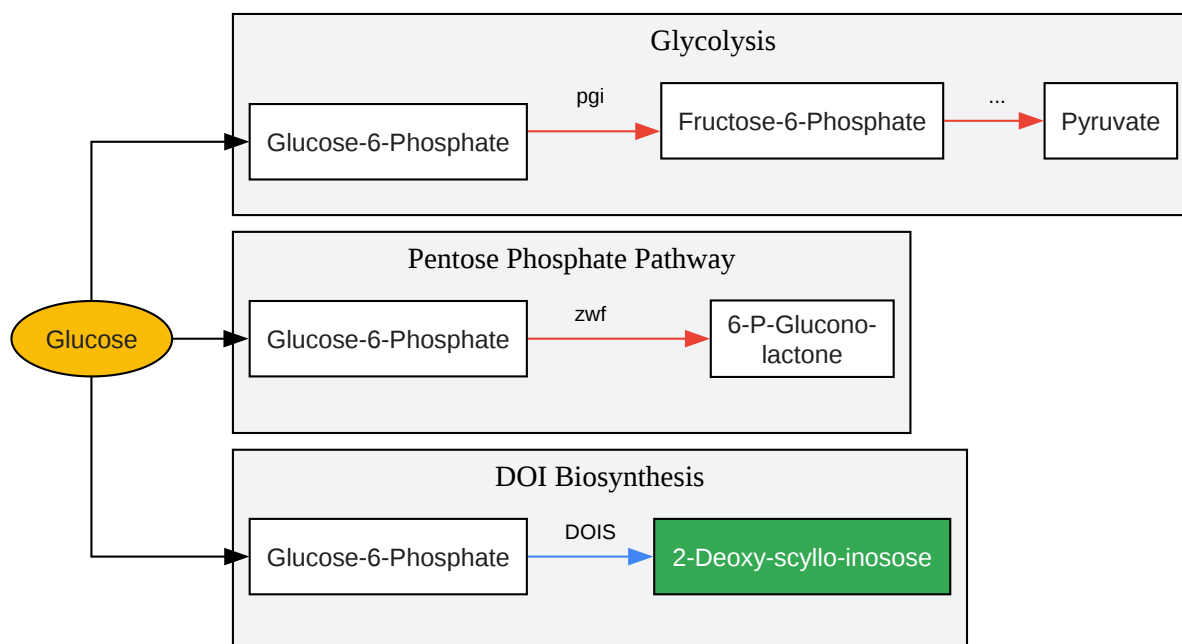 Glycolysis
pgi
...
Glucose-6-Phosphate
Fructose-6-Phosphate
Pyruvate
Pentose Phosphate Pathway
zwf
Glucose
Glucose-6-Phosphate
6-P-Glucono-
lactone
DOI Biosynthesis
DOIS
Glucose-6-Phosphate
2-Deoxy-scyllo-inosose